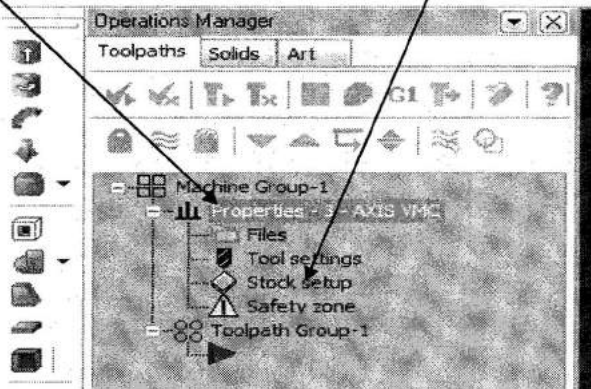 Operations Manager
Toolpaths Solids Art
G1
Machine Group-1
Properties - 3 - AXIS VMC
Files
Tool settings
Stock setup
Safety zone
Toolpath Group-1